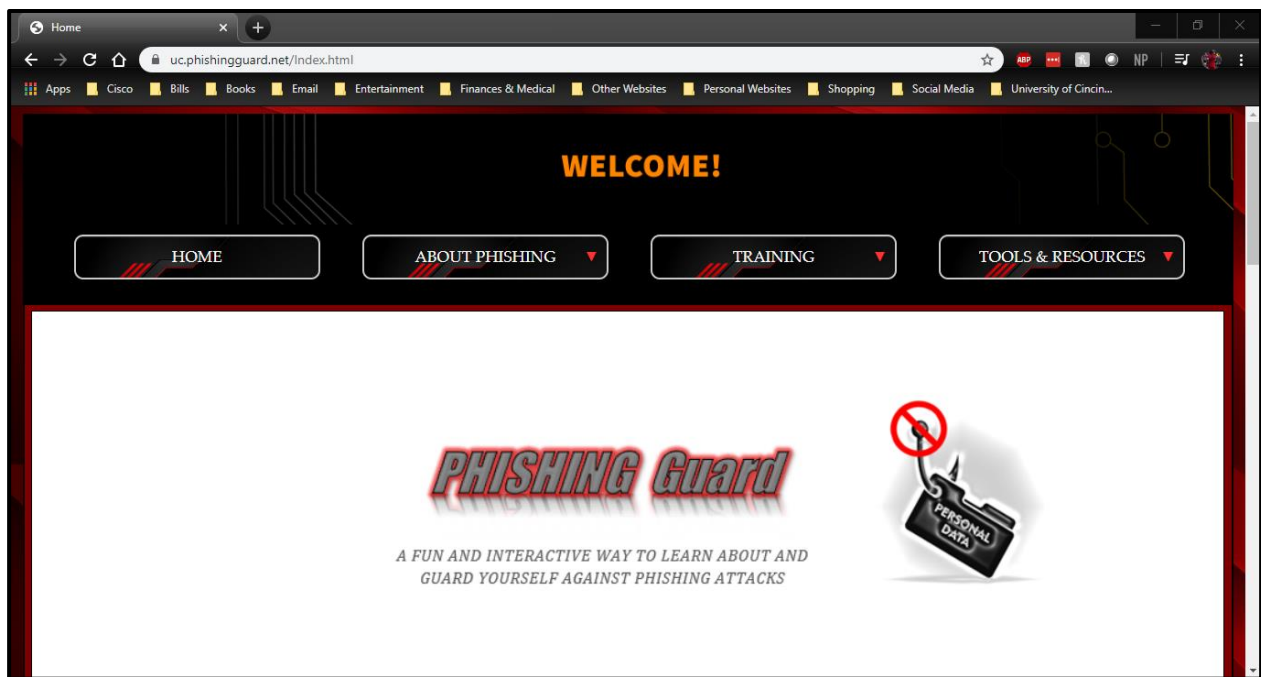 Home
uc.phishingguard.net/Index.html
ABP
NP
Apps Cisco Bills Books Email Entertainment Finances & Medical Other Websites Personal Websites Shopping Social Media University of Cincin...
WELCOME!
HOME ABOUT PHISHING TRAINING TOOLS & RESOURCES
PHISHING Guard
A FUN AND INTERACTIVE WAY TO LEARN ABOUT AND
GUARD YOURSELF AGAINST PHISHING ATTACKS
PERSONAL
DATA